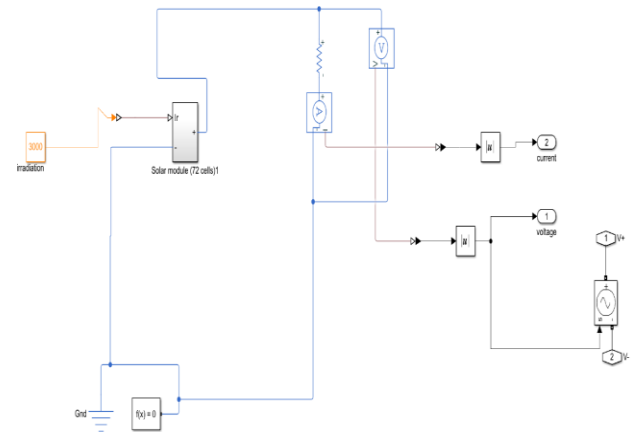 +
-
A
+
V
+
V
3000
irradiation
Ir
+
-
Solar module (72 cells)1
|u|
2
current
|u|
1
voltage
1
V+
+
s
-
2
V-
Gnd
f(x) = 0